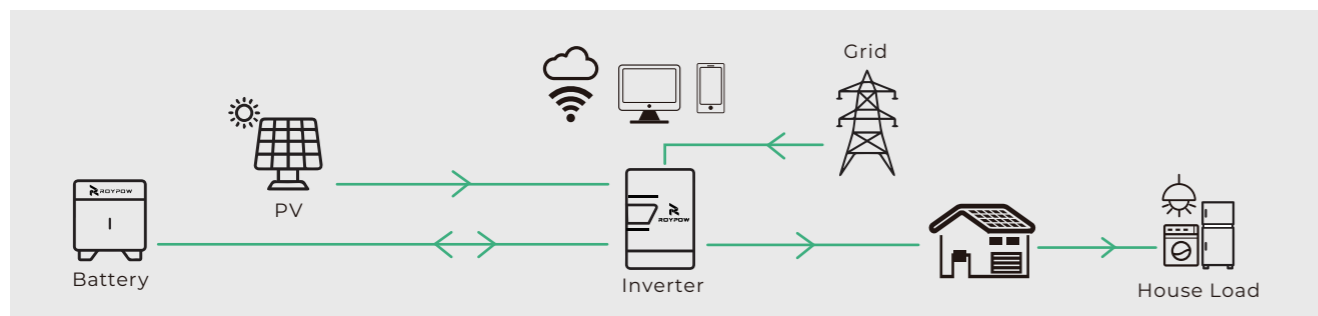 Grid
ROYPOW
PV
ROYPOW
Battery
Inverter
House Load